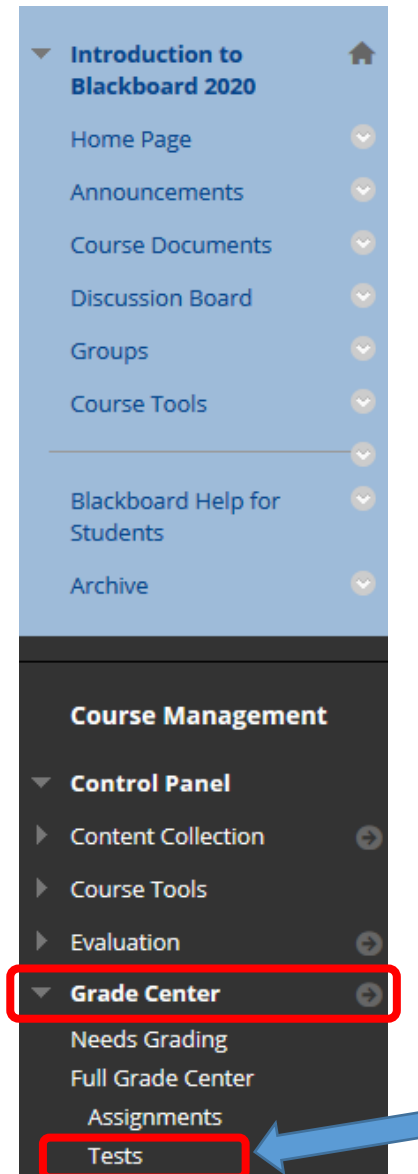 Introduction to
Blackboard 2020
Home Page
Announcements
Course Documents
Discussion Board
Groups
Course Tools
Blackboard Help for
Students
Archive
Course Management
Control Panel
Content Collection
Course Tools
Evaluation
Grade Center
Needs Grading
Full Grade Center
Assignments
Tests